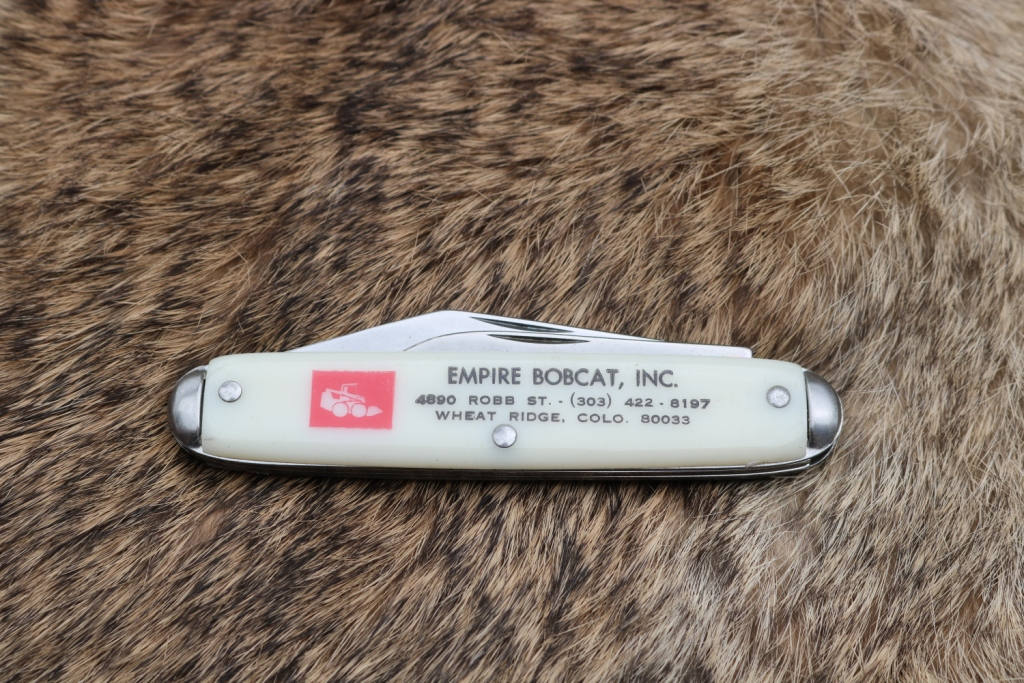 EMPIRE BOBCAT, INC.
4890 ROBB ST. - (303) 422 - 8197
WHEAT RIDGE, COLO. 80033